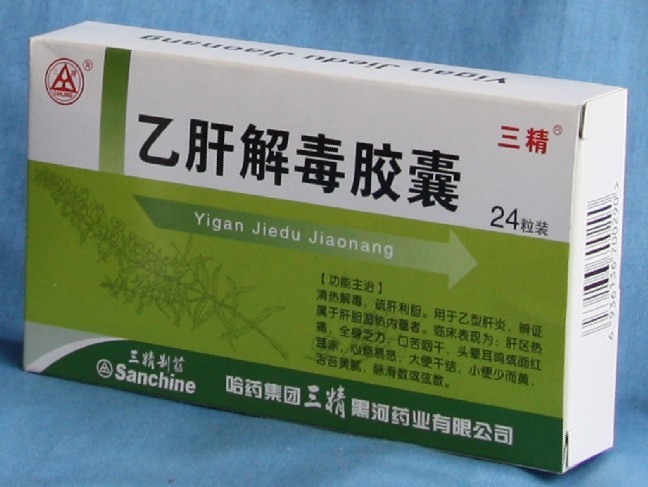 Yigan Jiedu Jiaonang
®
SANJING
乙肝解毒胶囊
三精®
24粒装
Yigan Jiedu Jiaonang
【功能主治】
清热解毒，疏肝利胆。用于乙型肝炎，辨证
属于肝胆湿热内蕴者。临床表现为：肝区热
痛，全身乏力，口苦咽干，头晕耳鸣或面红
耳赤，心烦易怒，大便干结，小便少而黄，
舌苔黄腻，脉滑数或弦数。
三精制药
Sanchine
哈药集团三精黑河药业有限公司